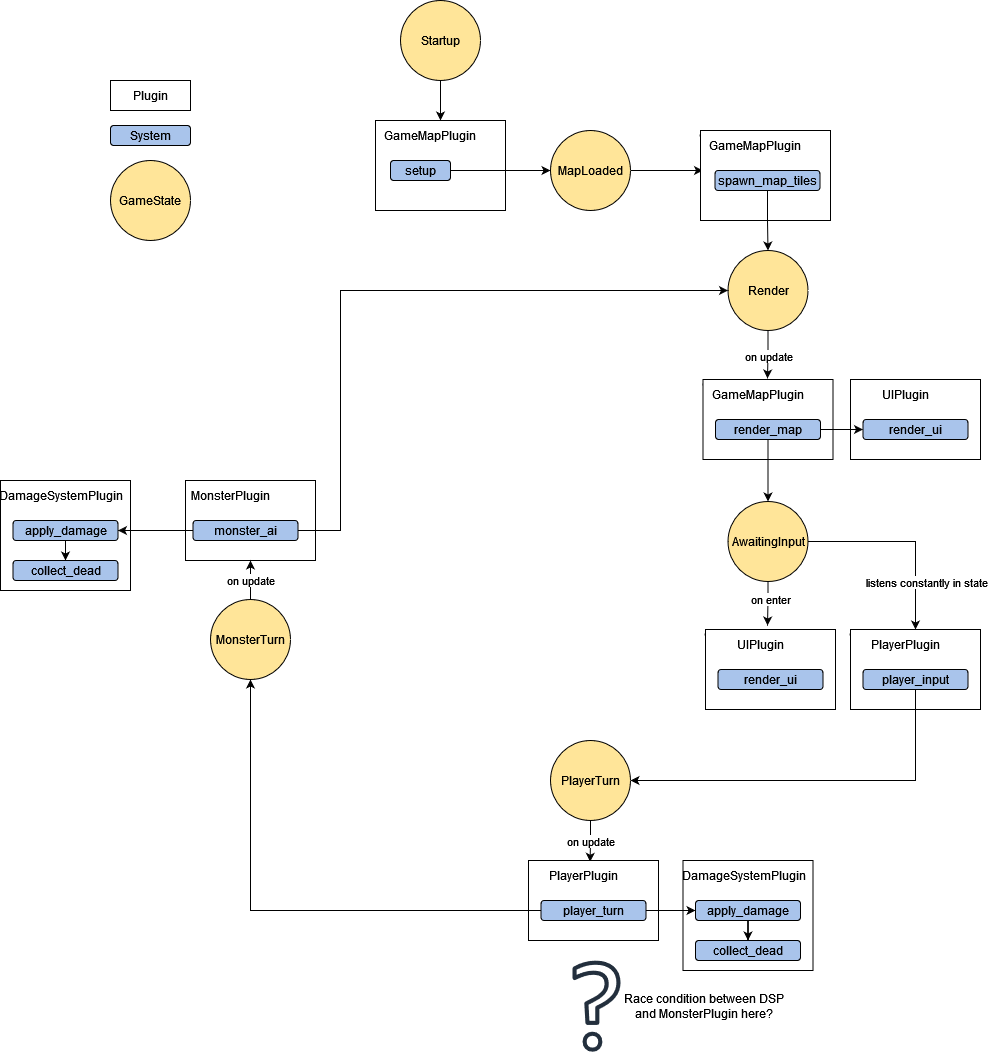 Startup
Plugin
System
GameState
GameMapPlugin
setup
MapLoaded
GameMapPlugin
spawn_map_tiles
Render
on update
GameMapPlugin
render_map
UIPlugin
render_ui
DamageSystemPlugin
apply_damage
collect_dead
MonsterPlugin
monster_ai
on update
MonsterTurn
AwaitingInput
on enter
listens constantly in state
UIPlugin
render_ui
PlayerPlugin
player_input
PlayerTurn
on update
PlayerPlugin
player_turn
DamageSystemPlugin
apply_damage
collect_dead
?
Race condition between DSP
and MonsterPlugin here?